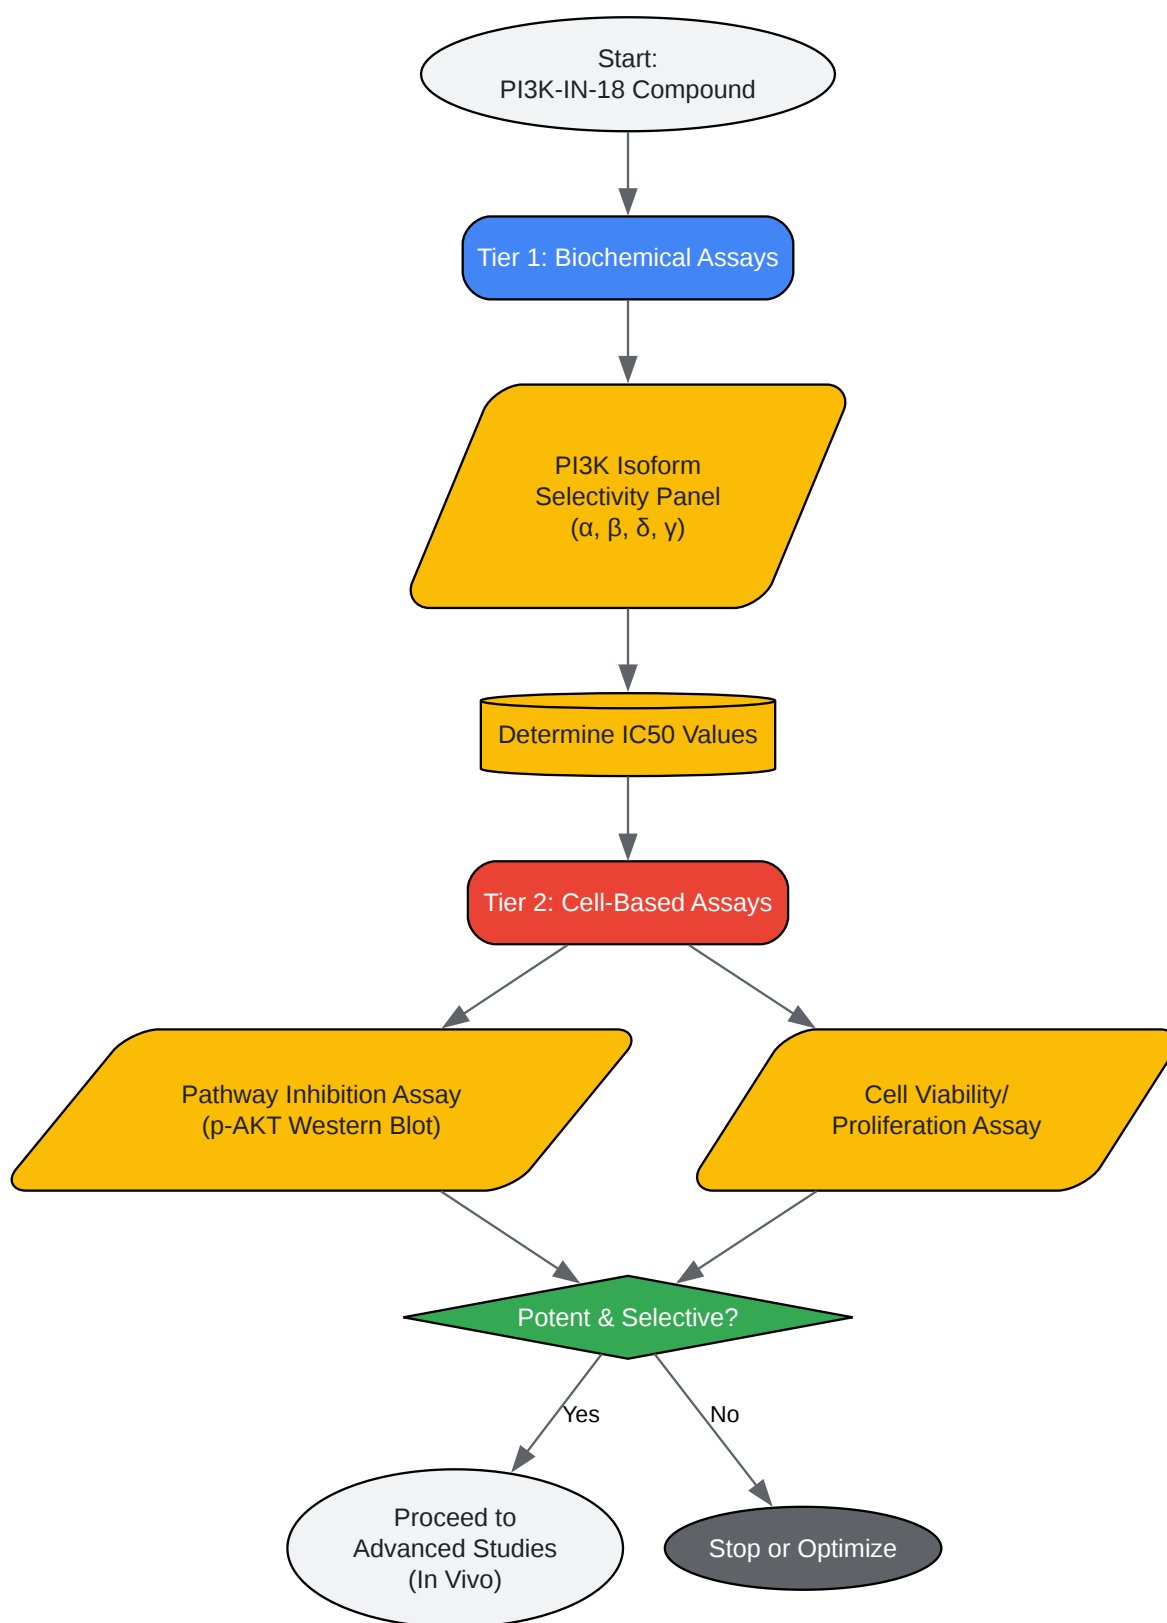 Start:
PI3K-IN-18 Compound
Tier 1: Biochemical Assays
PI3K Isoform
Selectivity Panel
(α, β, δ, γ)
Determine IC50 Values
Tier 2: Cell-Based Assays
Pathway Inhibition Assay
(p-AKT Western Blot)
Cell Viability/
Proliferation Assay
Potent & Selective?
Yes
No
Proceed to
Advanced Studies
(In Vivo)
Stop or Optimize